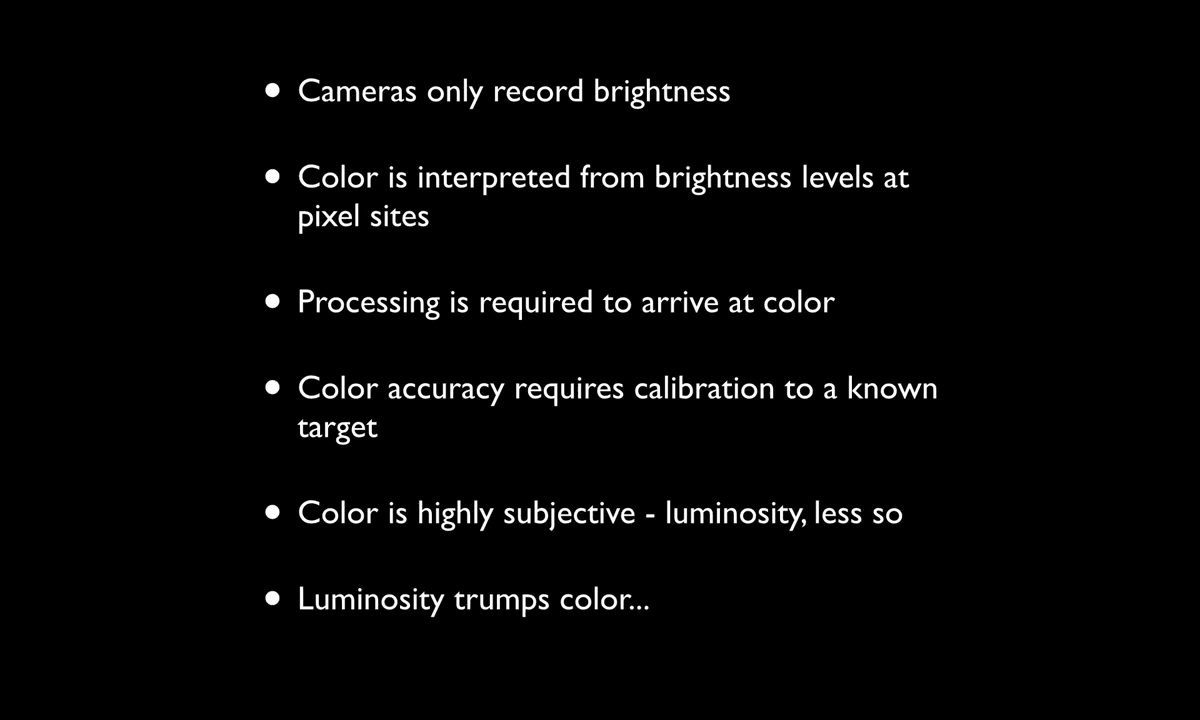 • Cameras only record brightness
• Color is interpreted from brightness levels at
pixel sites
• Processing is required to arrive at color
• Color accuracy requires calibration to a known
target
• Color is highly subjective - luminosity, less so
• Luminosity trumps color...